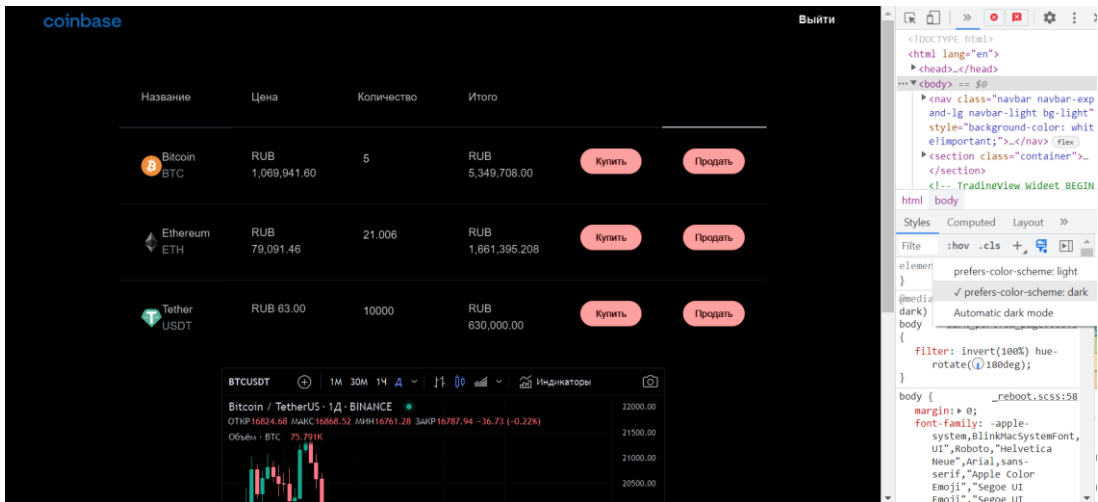 coinbase
Выйти
Название Цена Количество Итого
Bitcoin
BTC
RUB
1,069,941.60
5
RUB
5,349,708.00
Купить
Продать
Ethereum
ETH
RUB
79,091.46
21.006
RUB
1,661,395.208
Купить
Продать
Tether
USDT
RUB 63.00
10000
RUB
630,000.00
Купить
Продать
BTCUSDT 1М 30М 1Ч Д Индикаторы
Bitcoin / TetherUS · 1Д · BINANCE
ОТКР16824.68 МАКС16868.52 МИН16761.28 ЗАКР16787.94 −36.73 (−0.22%)
Объём · BTC 75.791K
22000.00
21500.00
21000.00
20500.00
<!DOCTYPE html>
<html lang="en">
<head>…</head>
<body> == $0
<nav class="navbar navbar-exp
and-lg navbar-light bg-light"
style="background-color: whit
e!important;">…</nav> flex
<section class="container">…
</section>
<!-- TradingView Widget BEGIN
html body
Styles Computed Layout
Filte :hov .cls
elemen
}
prefers-color-scheme: light
✓ prefers-color-scheme: dark
Automatic dark mode
@media
dark)
body
{
filter: invert(100%) hue-
rotate(180deg);
}
body { _reboot.scss:58
margin: 0;
font-family: -apple-
system,BlinkMacSystemFont,
UI",Roboto,"Helvetica
Neue",Arial,sans-
serif,"Apple Color
Emoji","Segoe UI
Emoji","Segoe UI